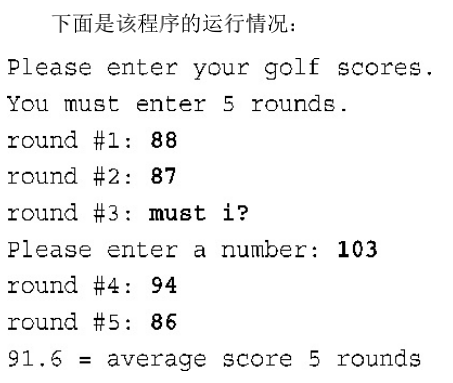 下面是该程序的运行情况：
Please enter your golf scores.
You must enter 5 rounds.
round #1: 88
round #2: 87
round #3: must i?
Please enter a number: 103
round #4: 94
round #5: 86
91.6 = average score 5 rounds